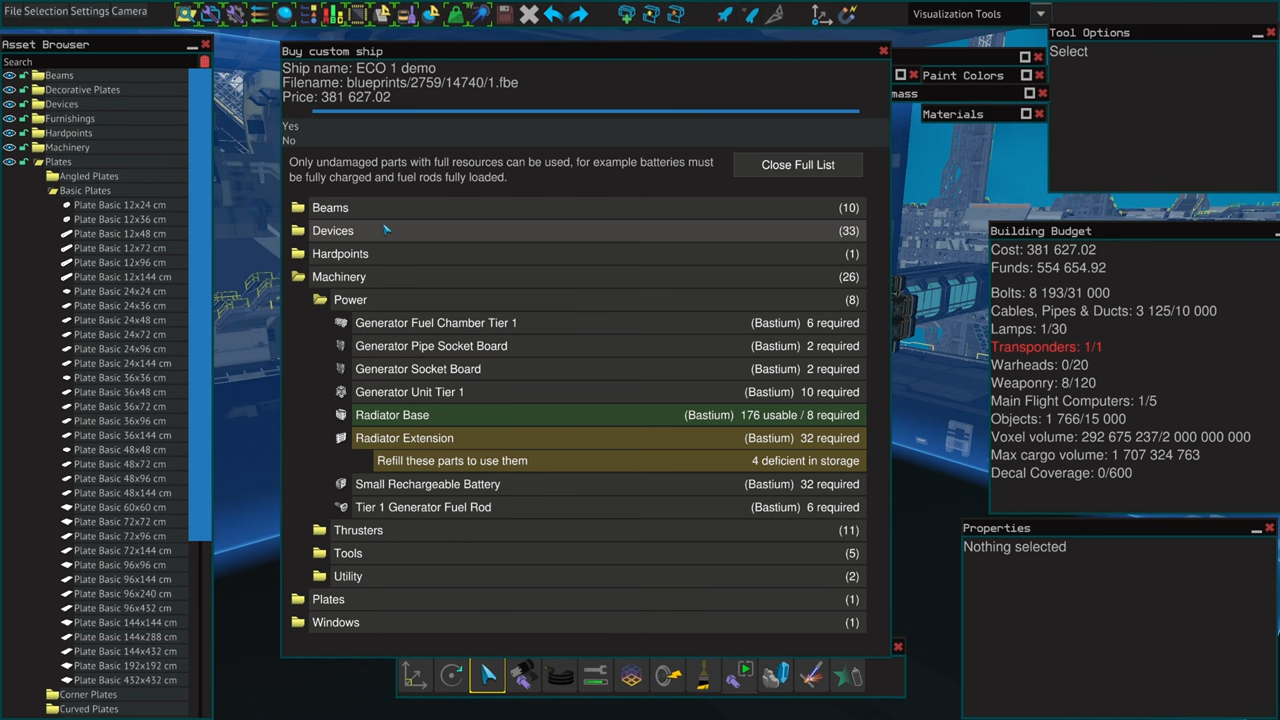 File Selection Settings Camera
Visualization Tools
Asset Browser
Search
Beams
Decorative Plates
Devices
Furnishings
Hardpoints
Machinery
Plates
Angled Plates
Basic Plates
Plate Basic 12x24 cm
Plate Basic 12x36 cm
Plate Basic 12x48 cm
Plate Basic 12x72 cm
Plate Basic 12x96 cm
Plate Basic 12x144 cm
Plate Basic 24x24 cm
Plate Basic 24x36 cm
Plate Basic 24x48 cm
Plate Basic 24x72 cm
Plate Basic 24x96 cm
Plate Basic 24x144 cm
Plate Basic 36x36 cm
Plate Basic 36x48 cm
Plate Basic 36x72 cm
Plate Basic 36x96 cm
Plate Basic 36x144 cm
Plate Basic 48x48 cm
Plate Basic 48x72 cm
Plate Basic 48x96 cm
Plate Basic 48x144 cm
Plate Basic 60x60 cm
Plate Basic 72x72 cm
Plate Basic 72x96 cm
Plate Basic 72x144 cm
Plate Basic 96x96 cm
Plate Basic 96x144 cm
Plate Basic 96x240 cm
Plate Basic 96x432 cm
Plate Basic 144x144 cm
Plate Basic 144x288 cm
Plate Basic 144x432 cm
Plate Basic 192x192 cm
Plate Basic 432x432 cm
Corner Plates
Curved Plates
Buy custom ship
Ship name: ECO 1 demo
Filename: blueprints/2759/14740/1.fbe
Price: 381 627.02
Yes
No
Only undamaged parts with full resources can be used, for example batteries must
be fully charged and fuel rods fully loaded.
Close Full List
Beams (10)
Devices (33)
Hardpoints (1)
Machinery (26)
Power (8)
Generator Fuel Chamber Tier 1 (Bastium) 6 required
Generator Pipe Socket Board (Bastium) 2 required
Generator Socket Board (Bastium) 2 required
Generator Unit Tier 1 (Bastium) 10 required
Radiator Base (Bastium) 176 usable / 8 required
Radiator Extension (Bastium) 32 required
Refill these parts to use them 4 deficient in storage
Small Rechargeable Battery (Bastium) 32 required
Tier 1 Generator Fuel Rod (Bastium) 6 required
Thrusters (11)
Tools (5)
Utility (2)
Plates (1)
Windows (1)
Tool Options
Select
Paint Colors
mass
Materials
Building Budget
Cost: 381 627.02
Funds: 554 654.92
Bolts: 8 193/31 000
Cables, Pipes & Ducts: 3 125/10 000
Lamps: 1/30
Transponders: 1/1
Warheads: 0/20
Weaponry: 8/120
Main Flight Computers: 1/5
Objects: 1 766/15 000
Voxel volume: 292 675 237/2 000 000 000
Max cargo volume: 1 707 324 763
Decal Coverage: 0/600
Properties
Nothing selected